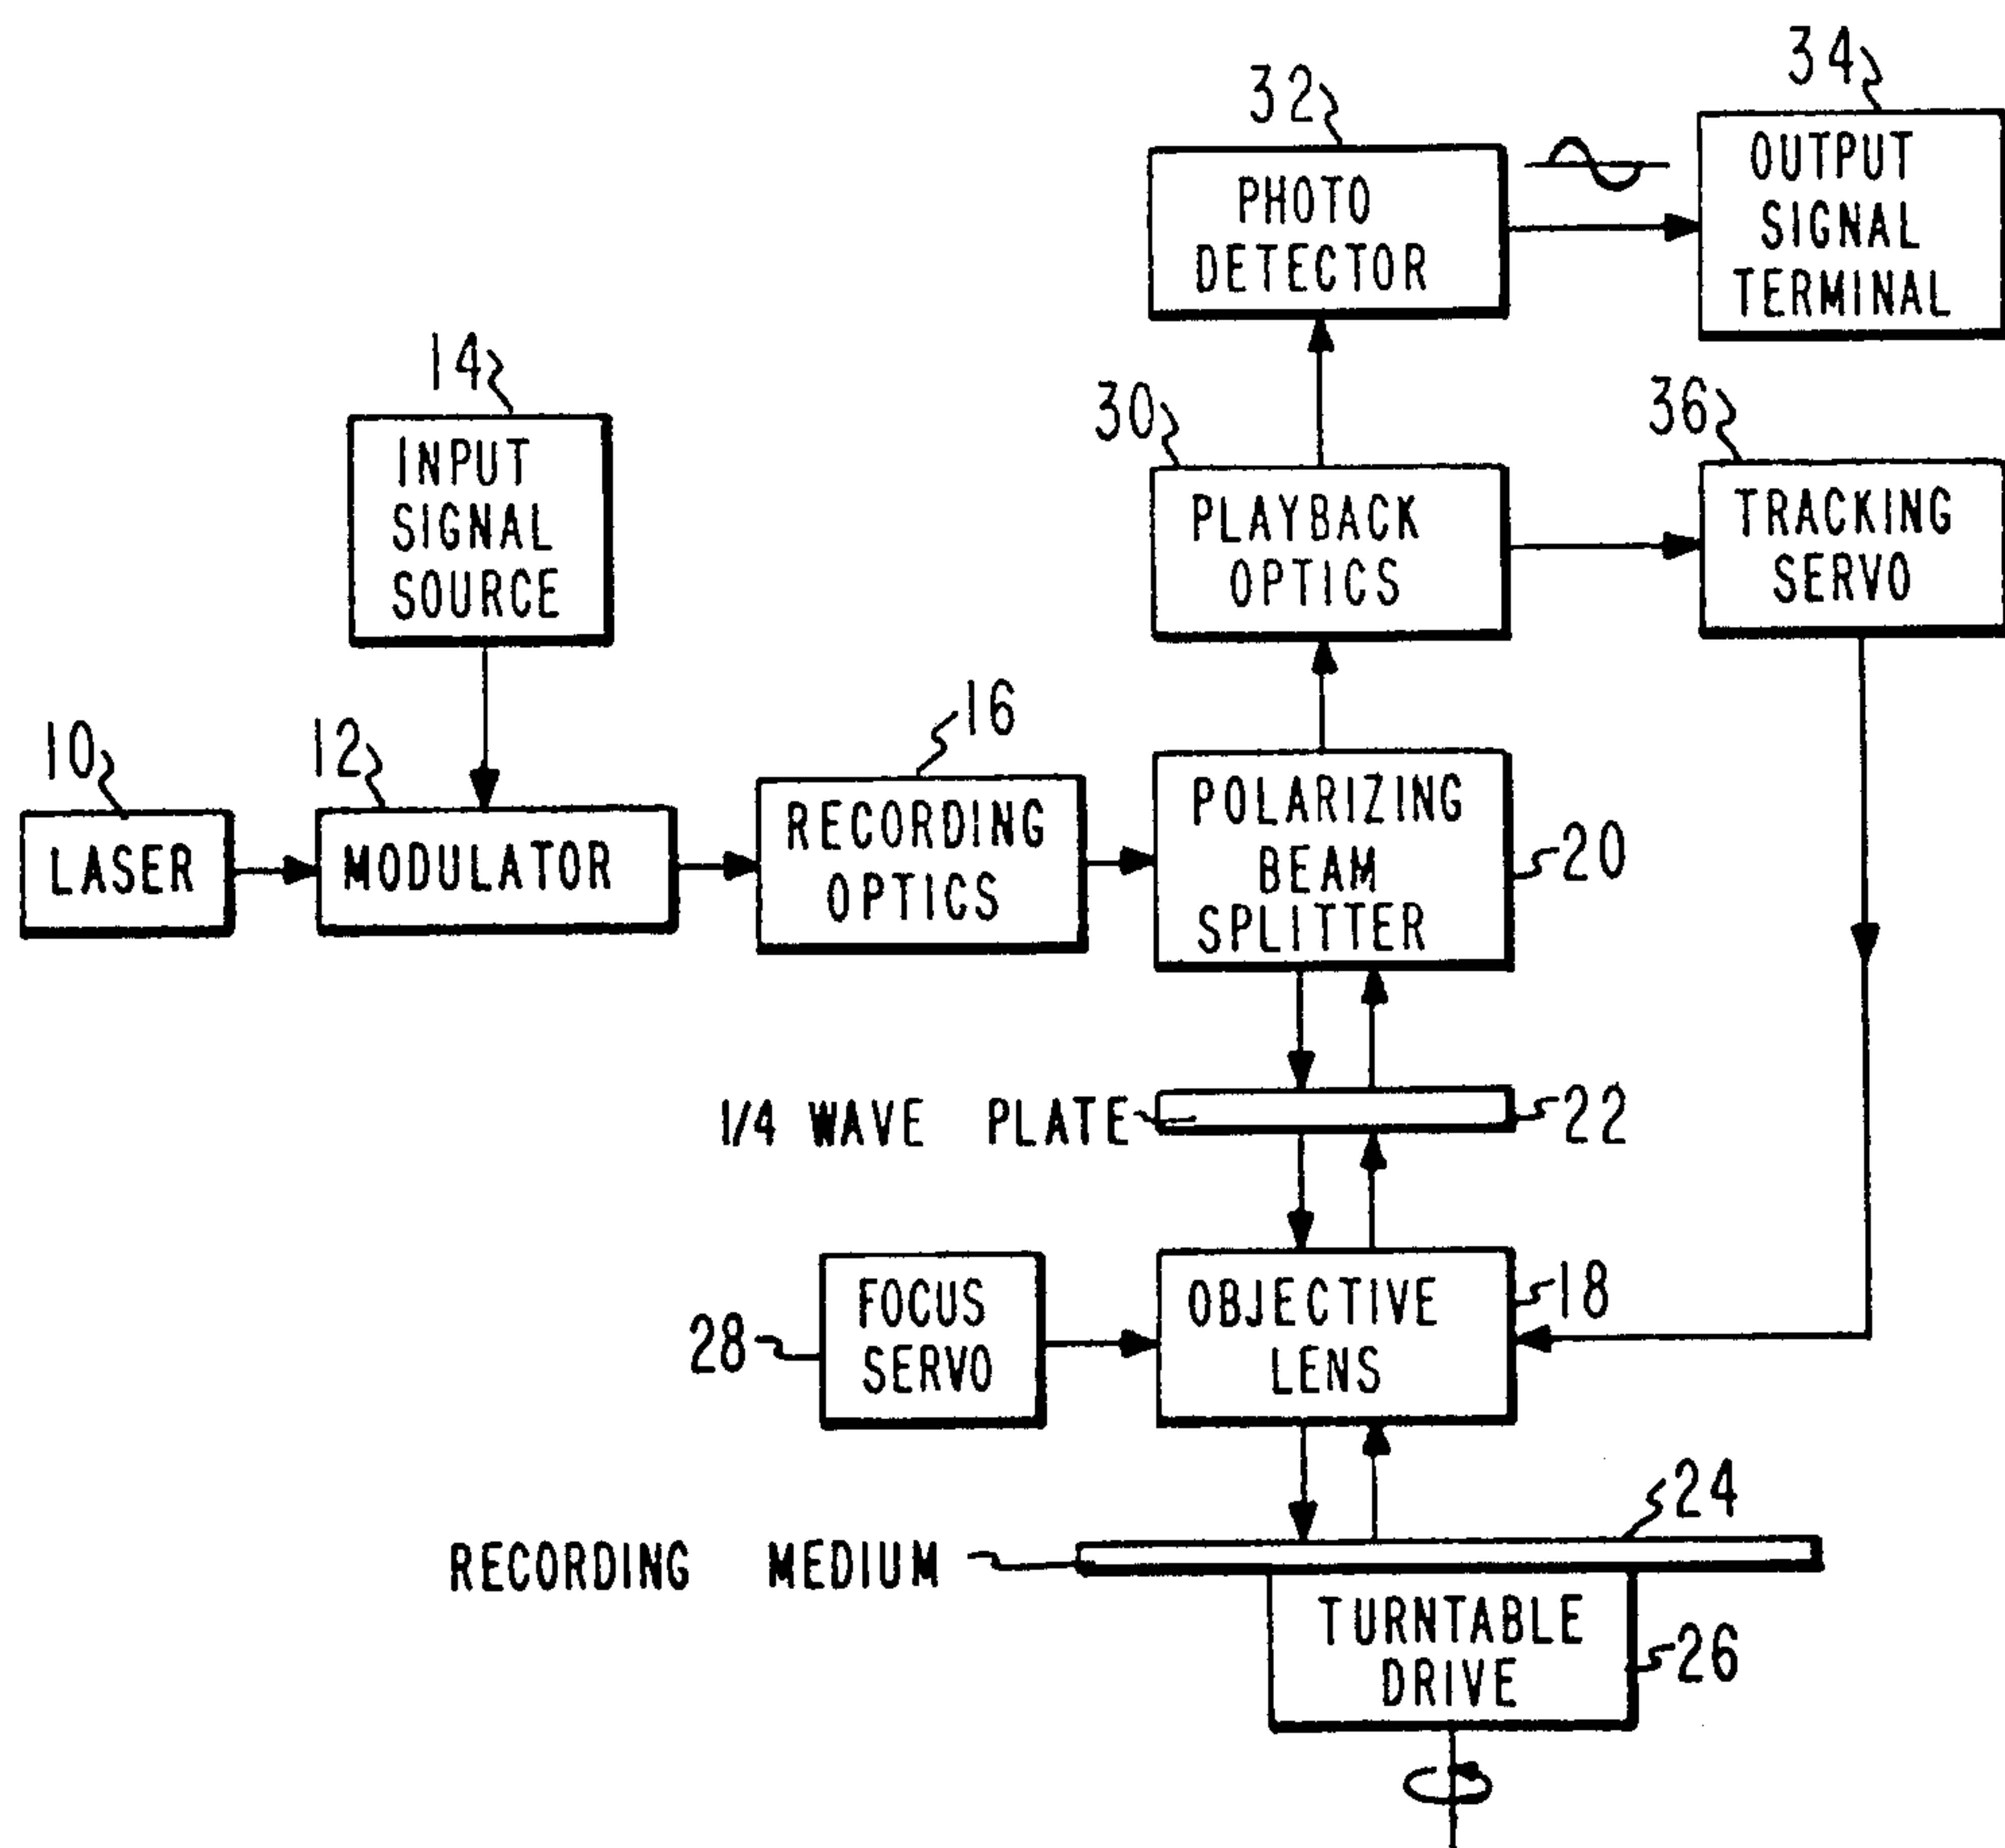 34
32
OUTPUT
SIGNAL
TERMINAL
PHOTO
DETECTOR
14
30
36
INPUT
SIGNAL
SOURCE
PLAYBACK
OPTICS
TRACKING
SERVO
10
12
16
LASER
MODULATOR
RECORDING
OPTICS
POLARIZING
BEAM
SPLITTER
20
1/4 WAVE PLATE
22
FOCUS
SERVO
28
OBJECTIVE
LENS
18
24
RECORDING MEDIUM
TURNTABLE
DRIVE
26